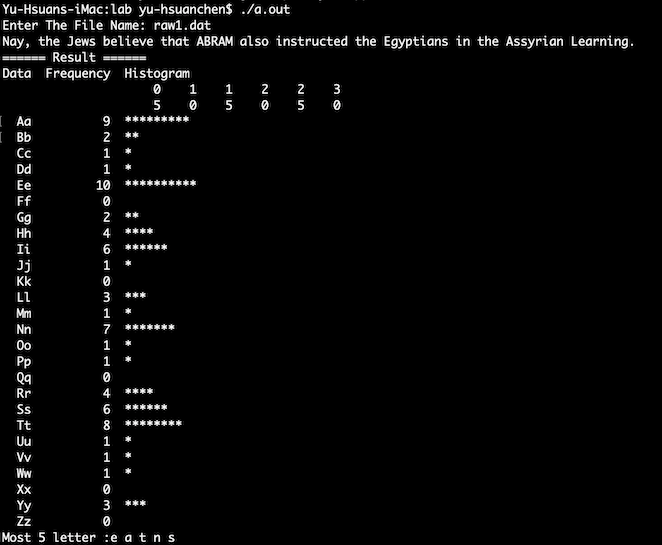 Yu-Hsuans-iMac:lab yu-hsuanchen$ ./a.out
Enter The File Name: raw1.dat
Nay, the Jews believe that ABRAM also instructed the Egyptians in the Assyrian Learning.
====== Result ======
Data  Frequency  Histogram
                     0    1    1    2    2    3
                     5    0    5    0    5    0
  Aa          9  *********
  Bb          2  **
  Cc          1  *
  Dd          1  *
  Ee         10  **********
  Ff          0
  Gg          2  **
  Hh          4  ****
  Ii          6  ******
  Jj          1  *
  Kk          0
  Ll          3  ***
  Mm          1  *
  Nn          7  *******
  Oo          1  *
  Pp          1  *
  Qq          0
  Rr          4  ****
  Ss          6  ******
  Tt          8  ********
  Uu          1  *
  Vv          1  *
  Ww          1  *
  Xx          0
  Yy          3  ***
  Zz          0
Most 5 letter :e a t n s